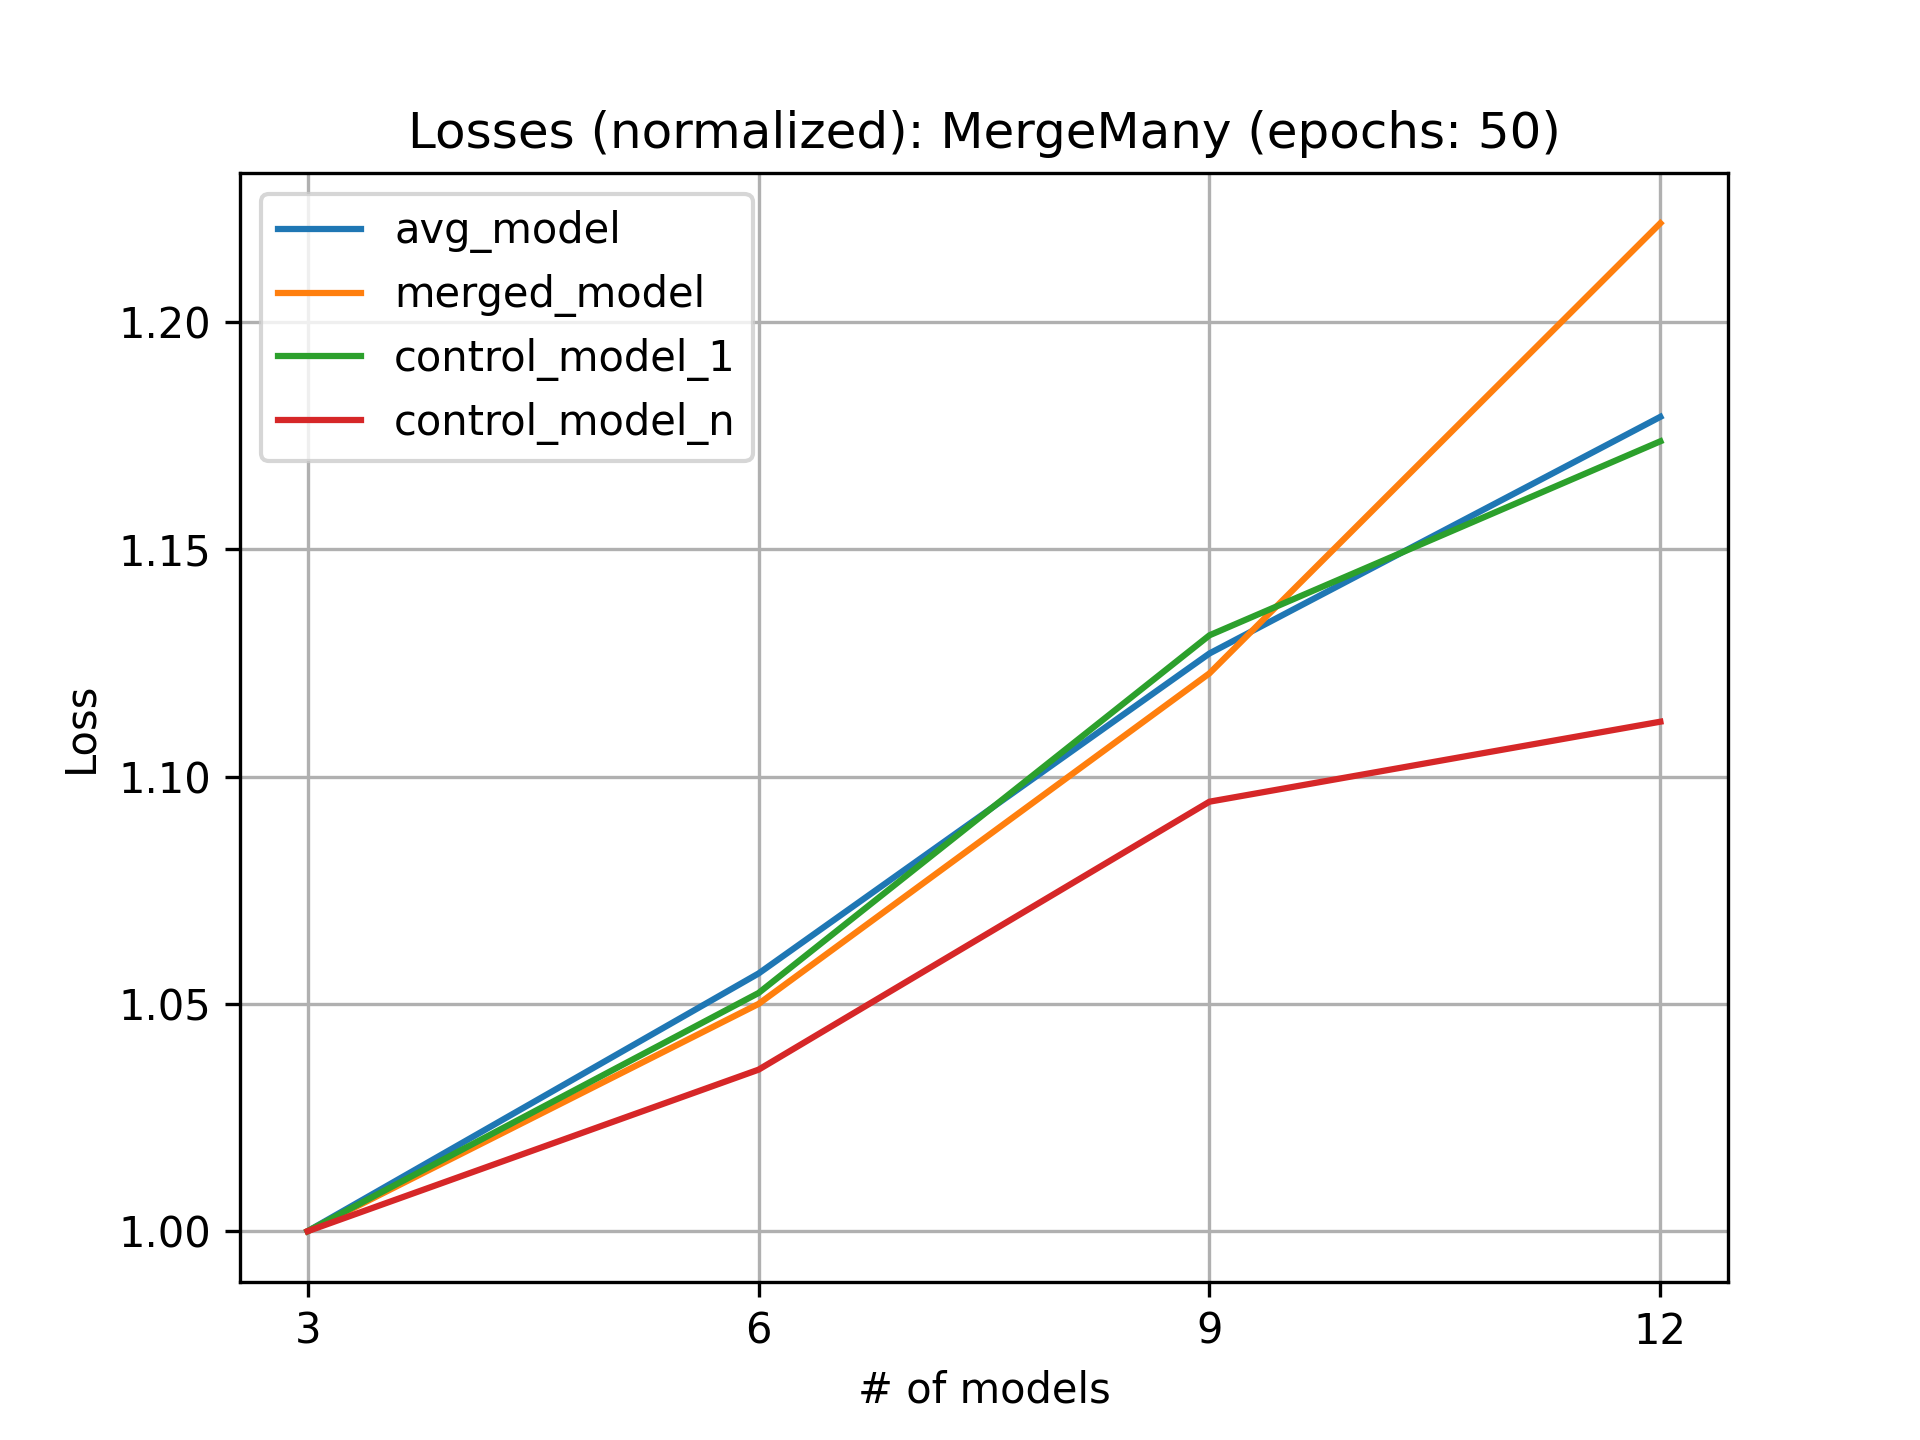 Losses (normalized): MergeMany (epochs: 50)
avg_model
merged_model
control_model_1
control_model_n
1.20
1.15
1.10
1.05
1.00
Loss
3 6 9 12
# of models